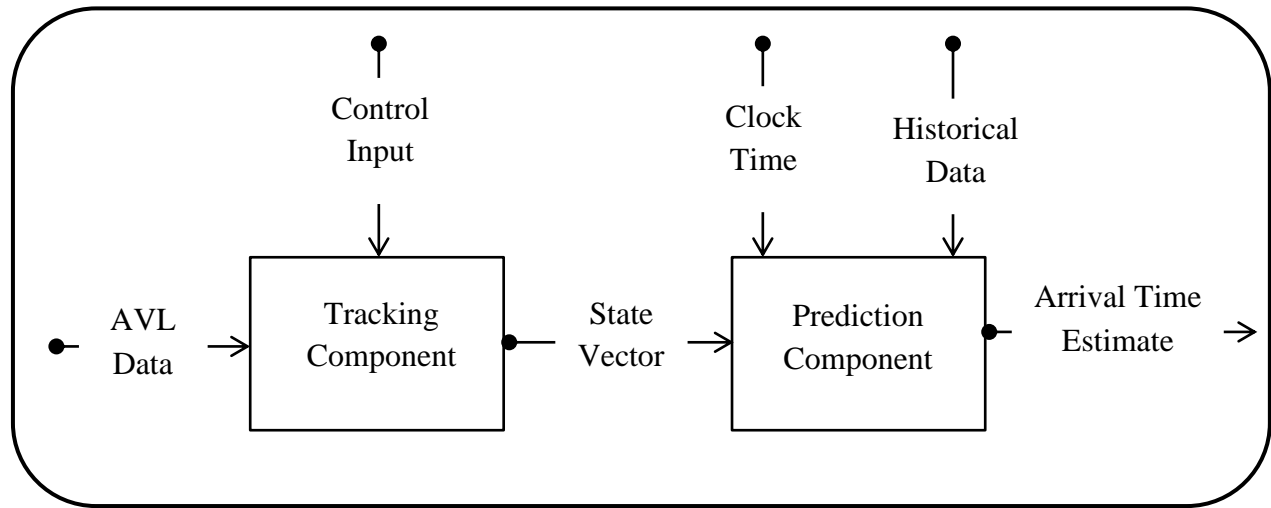 Control
Input
Clock
Time
Historical
Data
AVL
Data
Tracking
Component
State
Vector
Prediction
Component
Arrival Time
Estimate